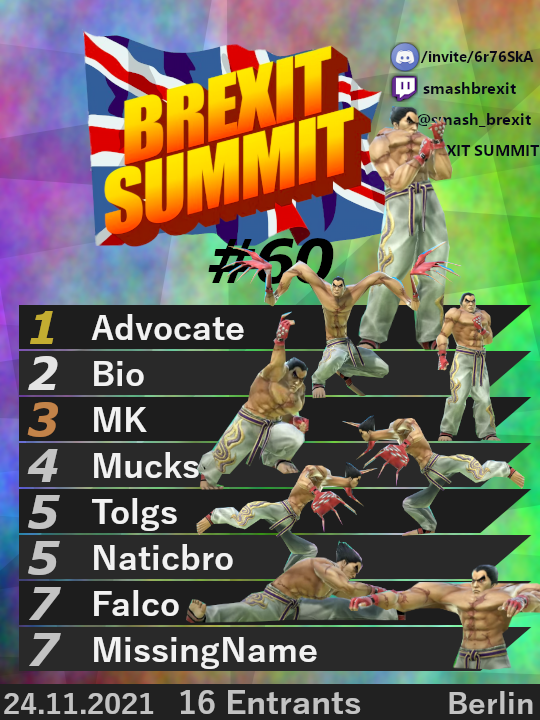 BREXIT
SUMMIT
#60
/invite/6r76SkA
smashbrexit
@smash_brexit
XIT SUMMIT
1 Advocate
2 Bio
3 MK
4 Mucks
5 Tolgs
5 Naticbro
7 Falco
7 MissingName
24.11.2021 16 Entrants Berlin